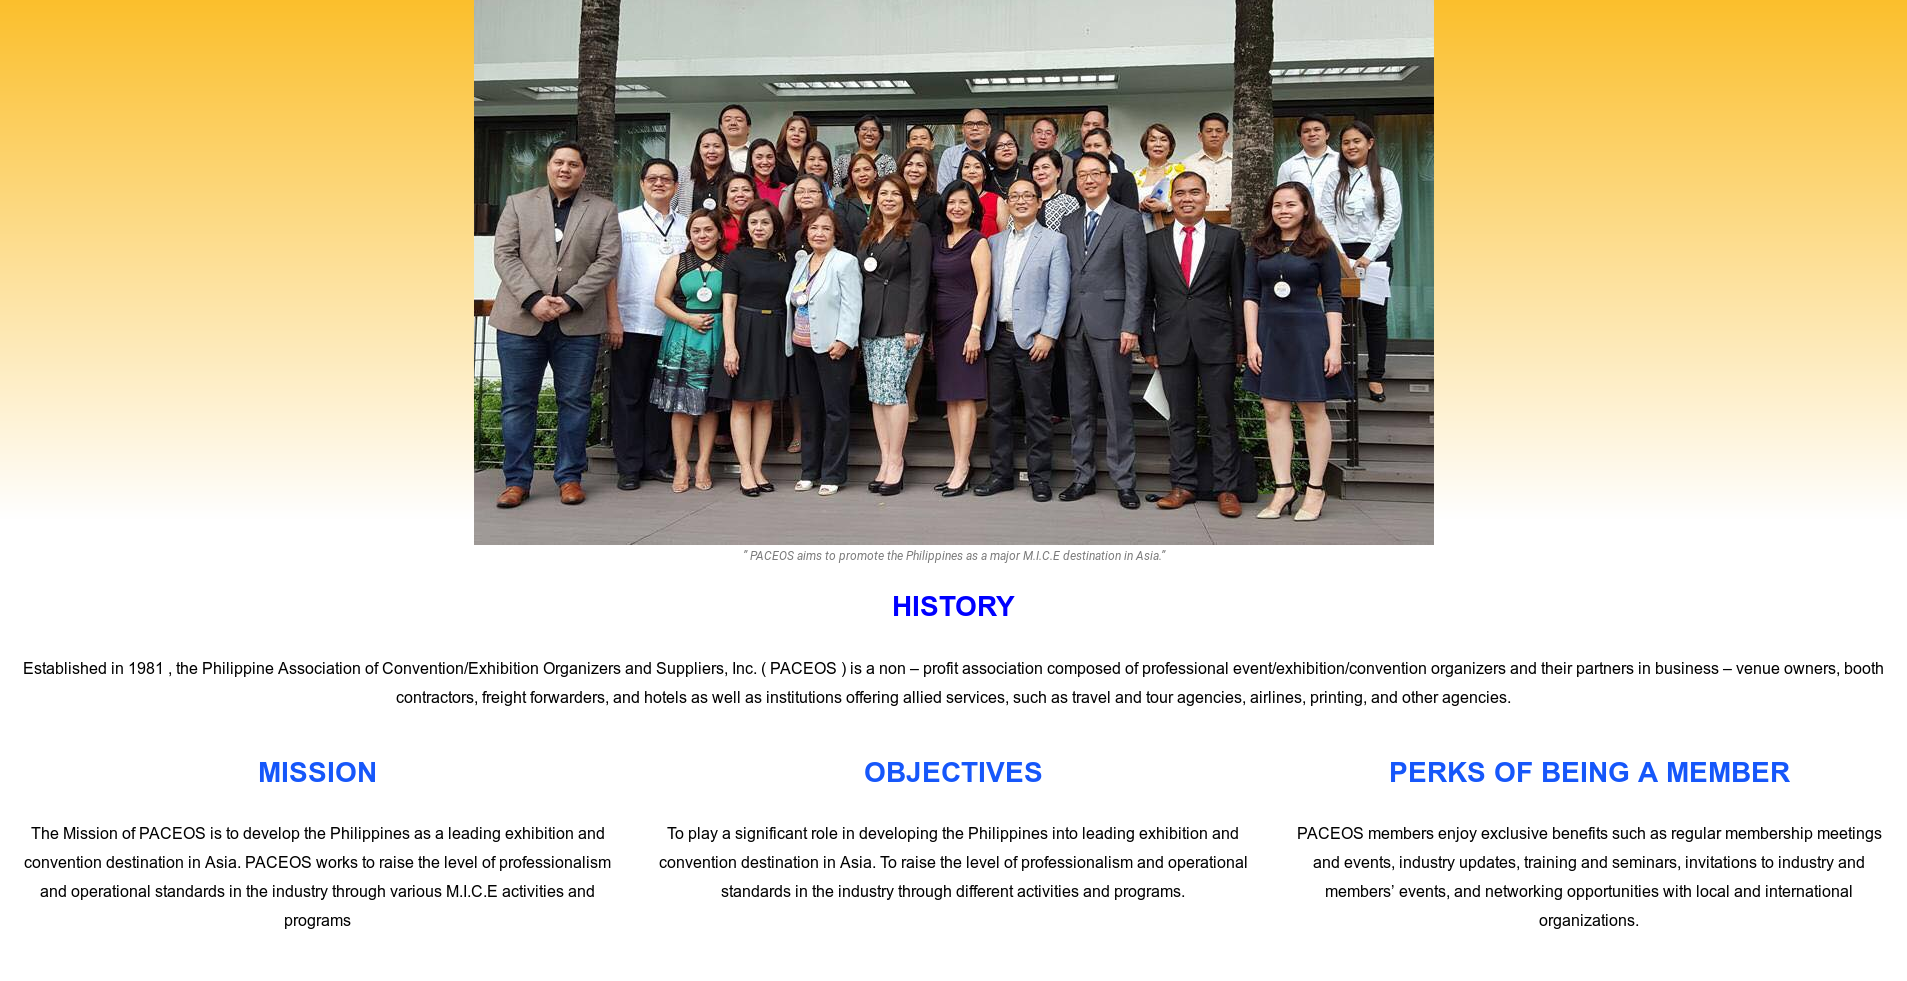 ” PACEOS aims to promote the Philippines as a major M.I.C.E destination in Asia.”
HISTORY
Established in 1981 , the Philippine Association of Convention/Exhibition Organizers and Suppliers, Inc. ( PACEOS ) is a non – profit association composed of professional event/exhibition/convention organizers and their partners in business – venue owners, booth
contractors, freight forwarders, and hotels as well as institutions offering allied services, such as travel and tour agencies, airlines, printing, and other agencies.
MISSION
The Mission of PACEOS is to develop the Philippines as a leading exhibition and
convention destination in Asia. PACEOS works to raise the level of professionalism
and operational standards in the industry through various M.I.C.E activities and
programs
OBJECTIVES
To play a significant role in developing the Philippines into leading exhibition and
convention destination in Asia. To raise the level of professionalism and operational
standards in the industry through different activities and programs.
PERKS OF BEING A MEMBER
PACEOS members enjoy exclusive benefits such as regular membership meetings
and events, industry updates, training and seminars, invitations to industry and
members’ events, and networking opportunities with local and international
organizations.